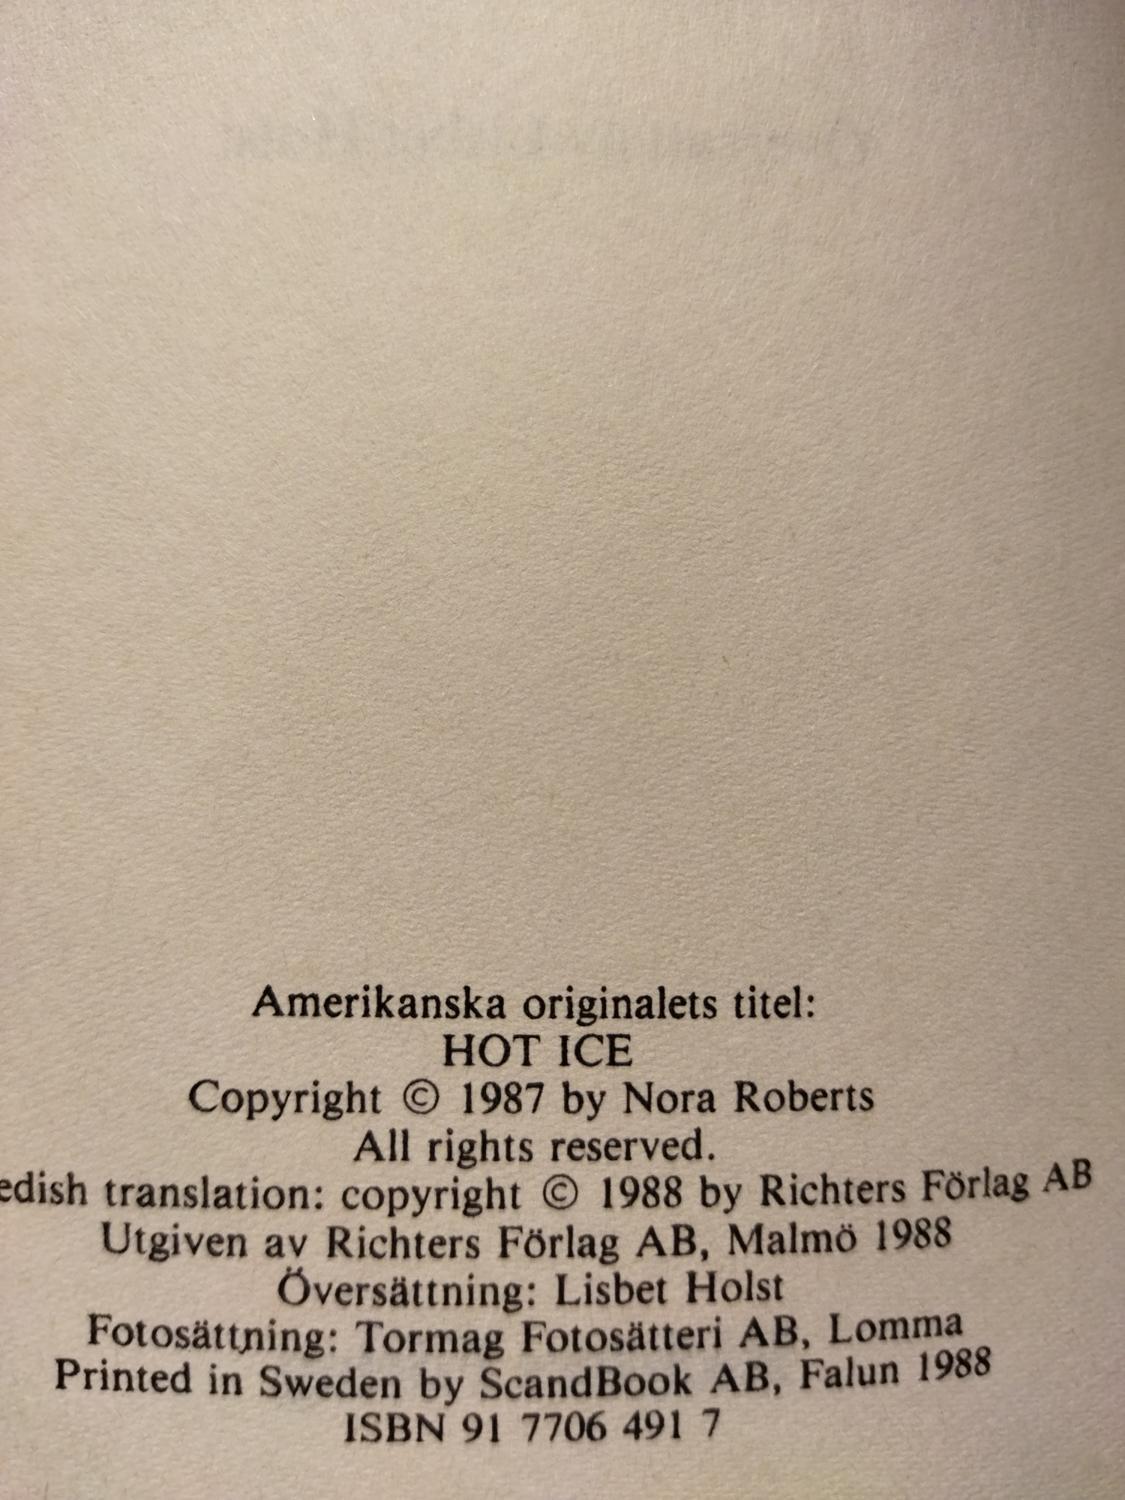 Amerikanska originalets titel:
HOT ICE
Copyright © 1987 by Nora Roberts
All rights reserved.
edish translation: copyright © 1988 by Richters Förlag AB
Utgiven av Richters Förlag AB, Malmö 1988
Översättning: Lisbet Holst
Fotosättning: Tormag Fotosätteri AB, Lomma
Printed in Sweden by ScandBook AB, Falun 1988
ISBN 91 7706 491 7